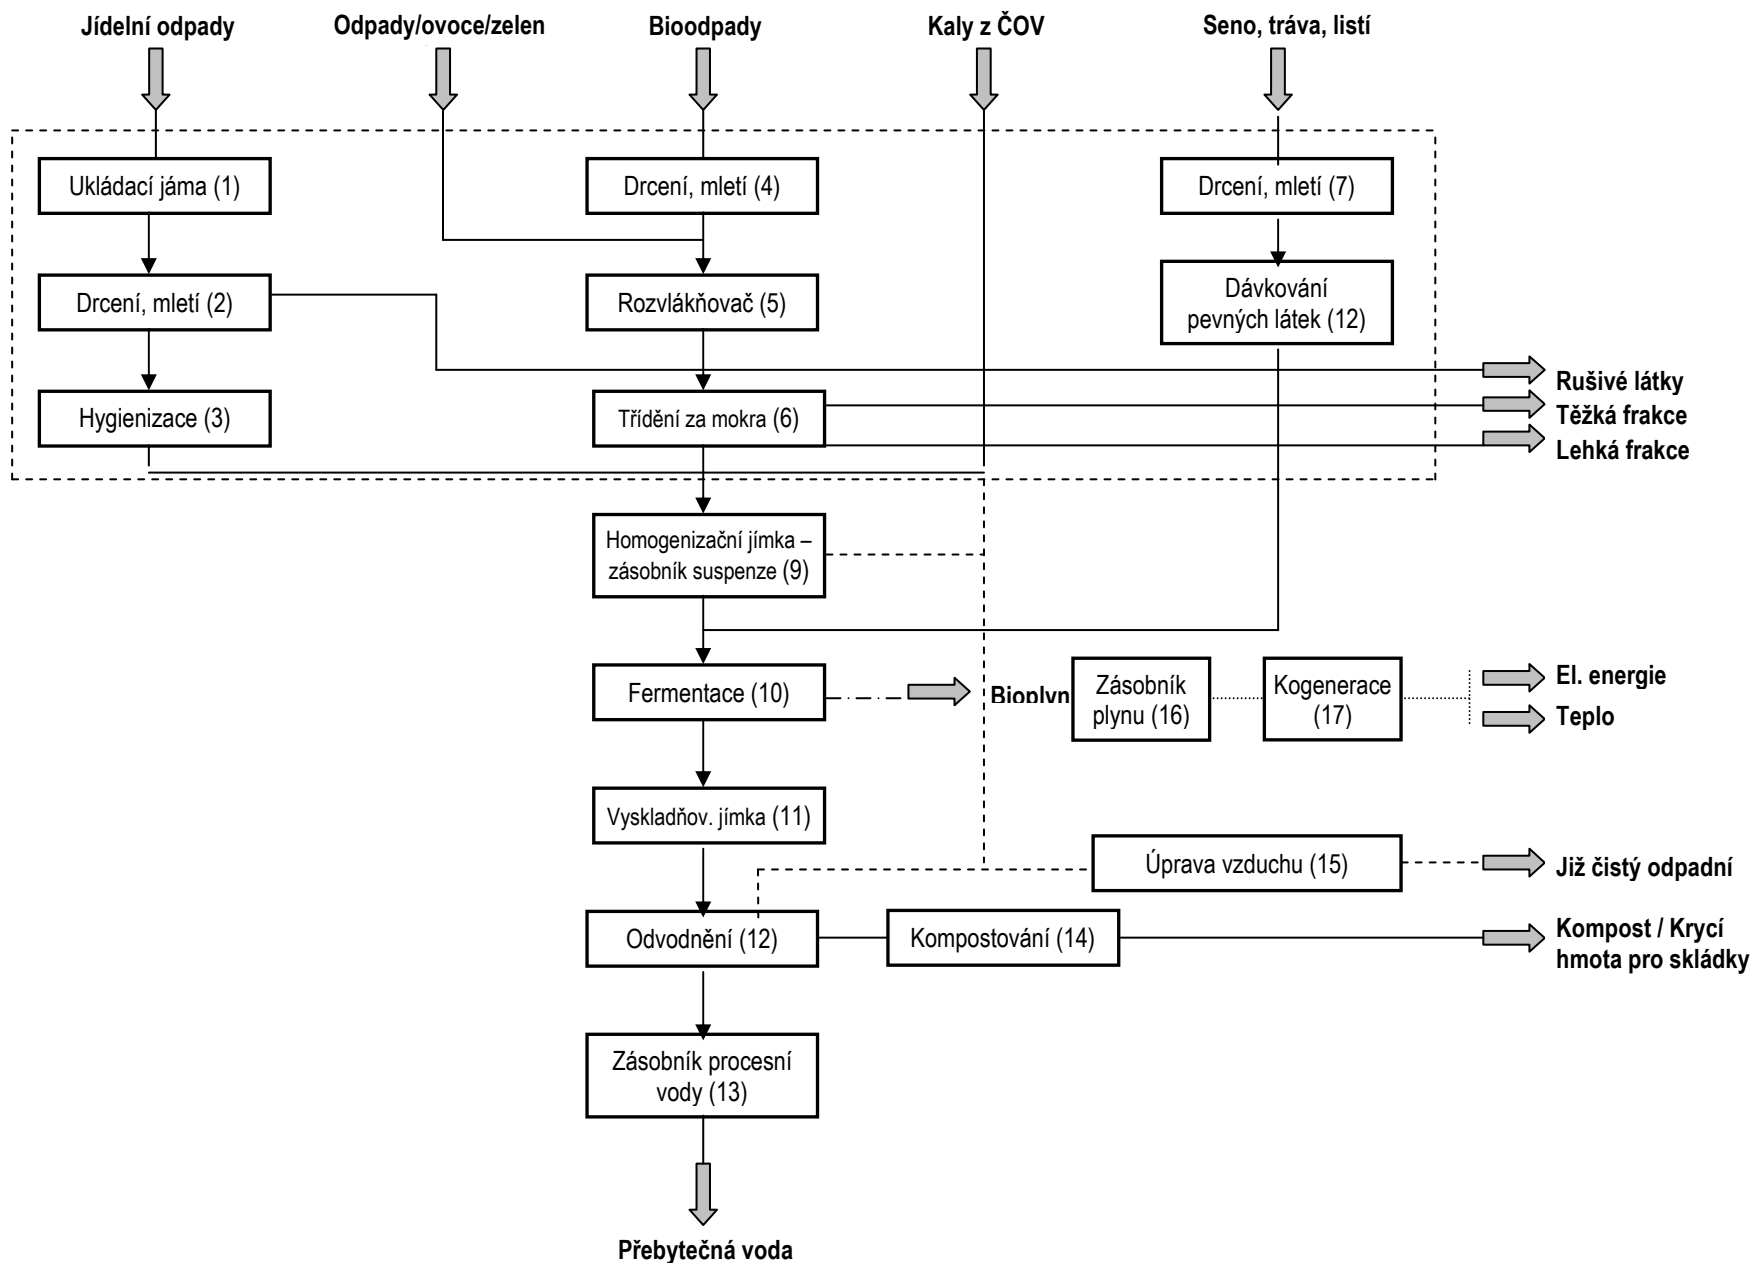 Jídelní odpady
Odpady/ovoce/zelen
Bioodpady
Kaly z ČOV
Seno, tráva, listí
Ukládací jáma (1)
Drcení, mletí (4)
Drcení, mletí (7)
Drcení, mletí (2)
Rozvlákňovač (5)
Dávkování
pevných látek (12)
Rušivé látky
Hygienizace (3)
Třídění za mokra (6)
Těžká frakce
Lehká frakce
Homogenizační jímka –
zásobník suspenze (9)
Fermentace (10)
Bioplyn
Zásobník
plynu (16)
Kogenerace
(17)
El. energie
Teplo
Vyskladňov. jímka (11)
Úprava vzduchu (15)
Již čistý odpadní
Odvodnění (12)
Kompostování (14)
Kompost / Krycí
hmota pro skládky
Zásobník procesní
vody (13)
Přebytečná voda